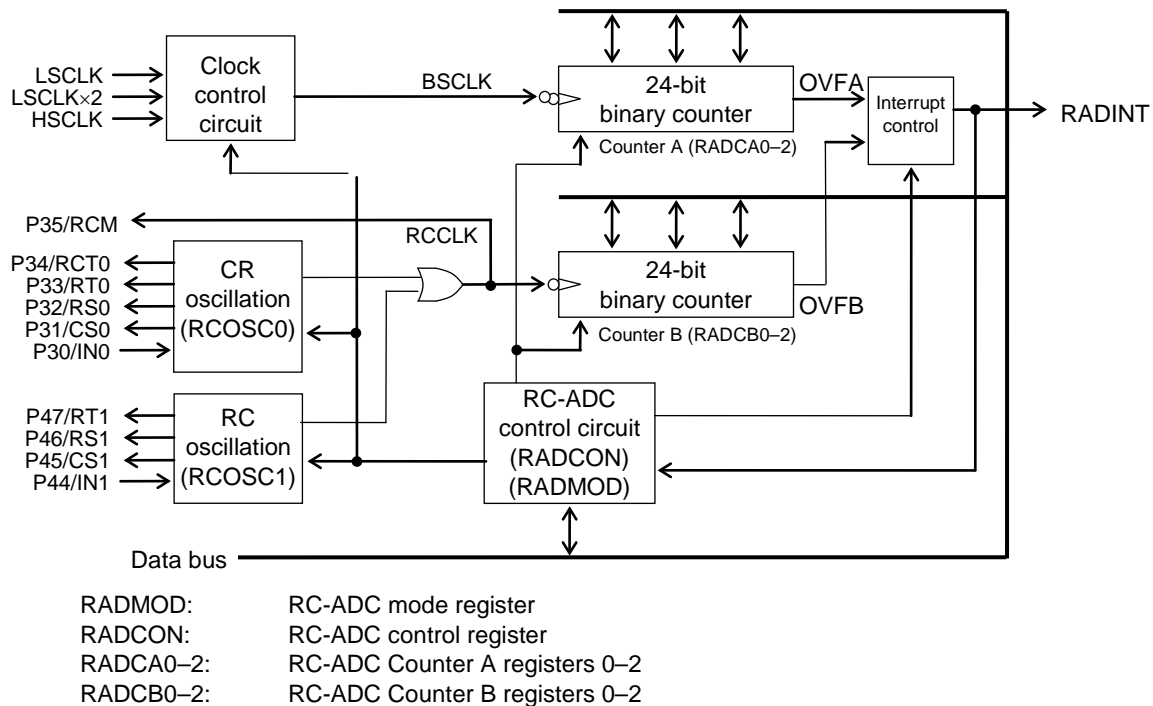 LSCLK
LSCLK×2
HSCLK
Clock
control
circuit
BSCLK
24-bit
binary counter
Counter A (RADCA0–2)
OVFA
Interrupt
control
RADINT
P35/RCM
RCCLK
P34/RCT0
P33/RT0
P32/RS0
P31/CS0
P30/IN0
CR
oscillation
(RCOSC0)
24-bit
binary counter
Counter B (RADCB0–2)
OVFB
P47/RT1
P46/RS1
P45/CS1
P44/IN1
RC
oscillation
(RCOSC1)
RC-ADC
control circuit
(RADCON)
(RADMOD)
Data bus
RADMOD: RC-ADC mode register
RADCON: RC-ADC control register
RADCA0–2: RC-ADC Counter A registers 0–2
RADCB0–2: RC-ADC Counter B registers 0–2